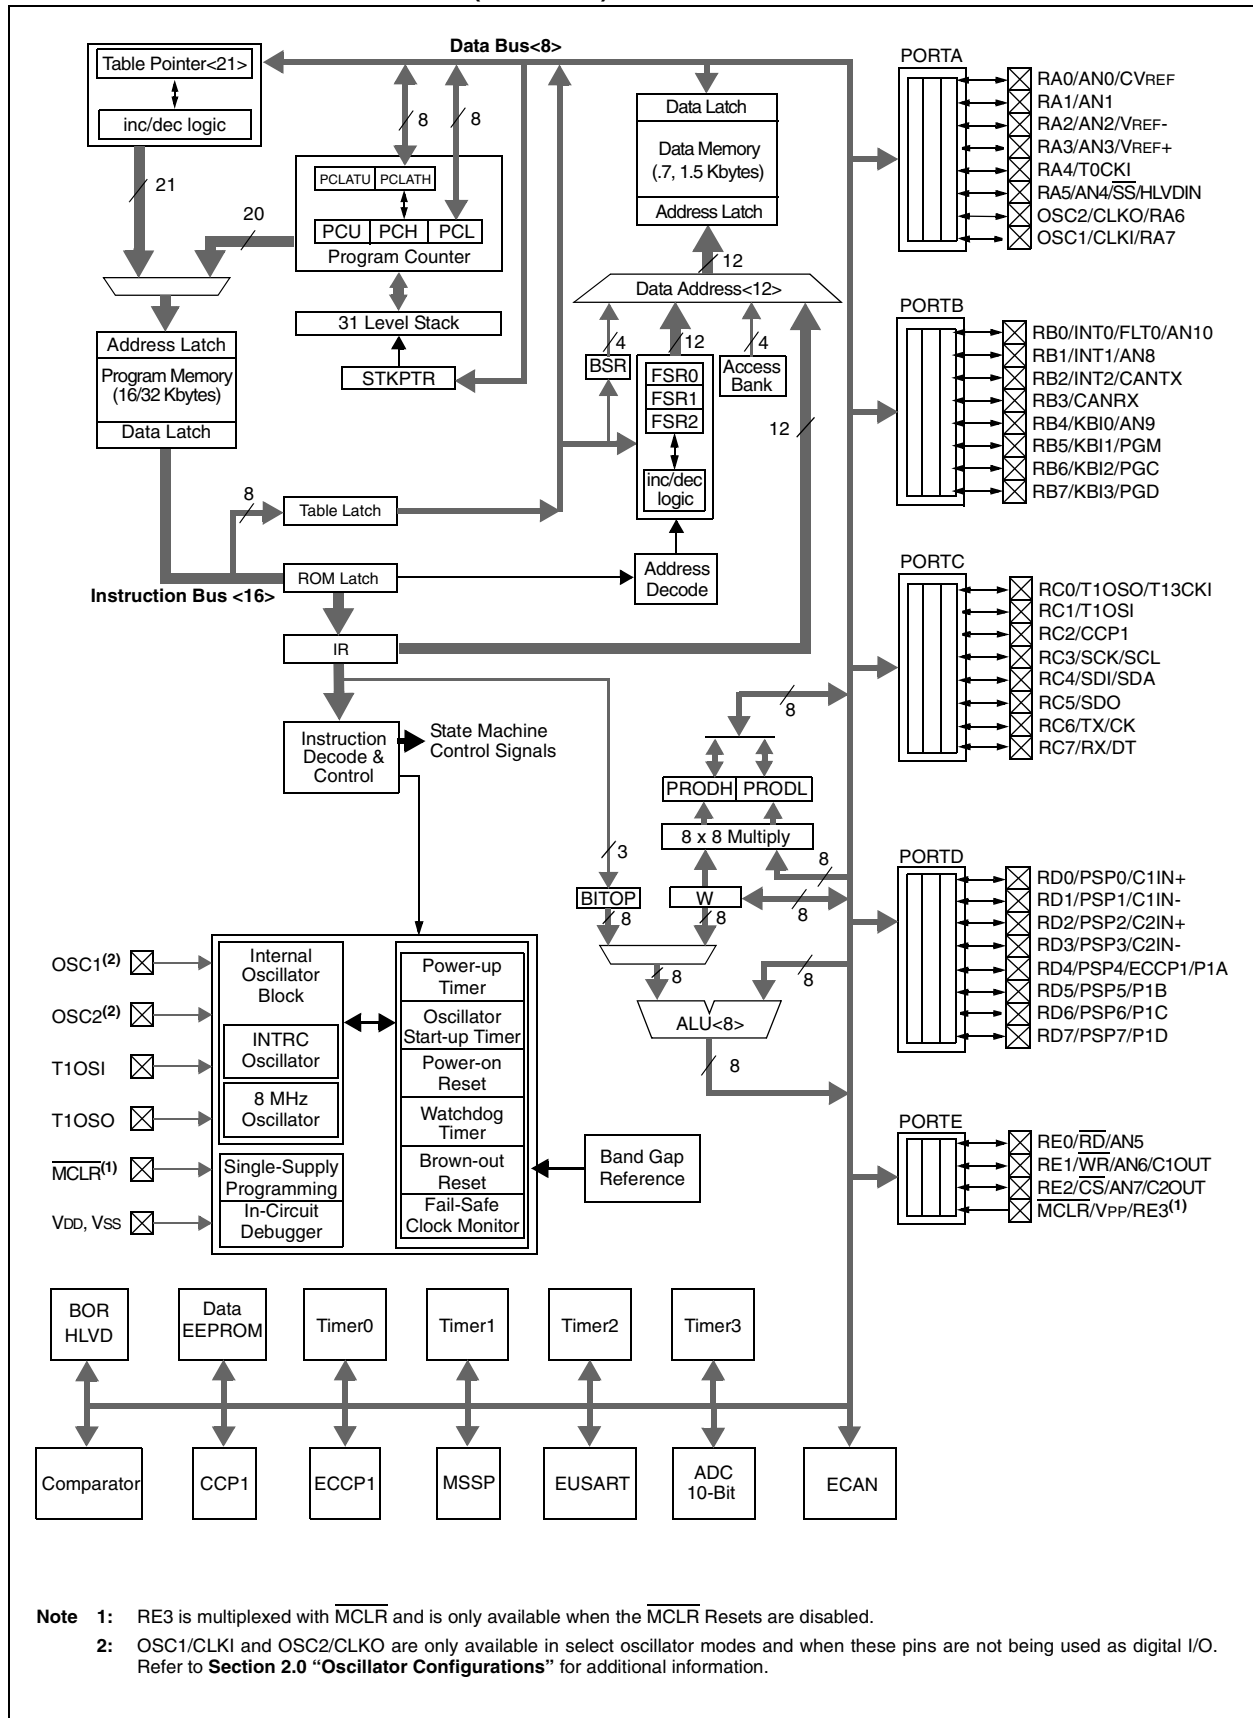 Data Bus<8>
Table Pointer<21>
inc/dec logic
21
20
8
8
PCLATU PCLATH
PCU PCH PCL
Program Counter
31 Level Stack
STKPTR
Address Latch
Program Memory
(16/32 Kbytes)
Data Latch
8
Table Latch
ROM Latch
Instruction Bus <16>
IR
Instruction
Decode &
Control
State Machine
Control Signals
Data Latch
Data Memory
(.7, 1.5 Kbytes)
Address Latch
12
Data Address<12>
4
12
4
BSR
FSR0
FSR1
FSR2
inc/dec
logic
Access
Bank
12
Address
Decode
8
PRODH PRODL
8 x 8 Multiply
8
3
BITOP
W
8
8
8
8
8
ALU<8>
8
PORTA
RA0/AN0/CVREF
RA1/AN1
RA2/AN2/VREF-
RA3/AN3/VREF+
RA4/T0CKI
RA5/AN4/SS/HLVDIN
OSC2/CLKO/RA6
OSC1/CLKI/RA7
PORTB
RB0/INT0/FLT0/AN10
RB1/INT1/AN8
RB2/INT2/CANTX
RB3/CANRX
RB4/KBI0/AN9
RB5/KBI1/PGM
RB6/KBI2/PGC
RB7/KBI3/PGD
PORTC
RC0/T1OSO/T13CKI
RC1/T1OSI
RC2/CCP1
RC3/SCK/SCL
RC4/SDI/SDA
RC5/SDO
RC6/TX/CK
RC7/RX/DT
PORTD
RD0/PSP0/C1IN+
RD1/PSP1/C1IN-
RD2/PSP2/C2IN+
RD3/PSP3/C2IN-
RD4/PSP4/ECCP1/P1A
RD5/PSP5/P1B
RD6/PSP6/P1C
RD7/PSP7/P1D
PORTE
RE0/RD/AN5
RE1/WR/AN6/C1OUT
RE2/CS/AN7/C2OUT
MCLR/VPP/RE3(1)
OSC1(2)
OSC2(2)
T1OSI
T1OSO
MCLR(1)
VDD, VSS
Internal
Oscillator
Block
INTRC
Oscillator
8 MHz
Oscillator
Single-Supply
Programming
In-Circuit
Debugger
Power-up
Timer
Oscillator
Start-up Timer
Power-on
Reset
Watchdog
Timer
Brown-out
Reset
Fail-Safe
Clock Monitor
Band Gap
Reference
BOR
HLVD
Data
EEPROM
Timer0
Timer1
Timer2
Timer3
Comparator
CCP1
ECCP1
MSSP
EUSART
ADC
10-Bit
ECAN
Note 1: RE3 is multiplexed with MCLR and is only available when the MCLR Resets are disabled.
2: OSC1/CLKI and OSC2/CLKO are only available in select oscillator modes and when these pins are not being used as digital I/O.
Refer to Section 2.0 “Oscillator Configurations” for additional information.